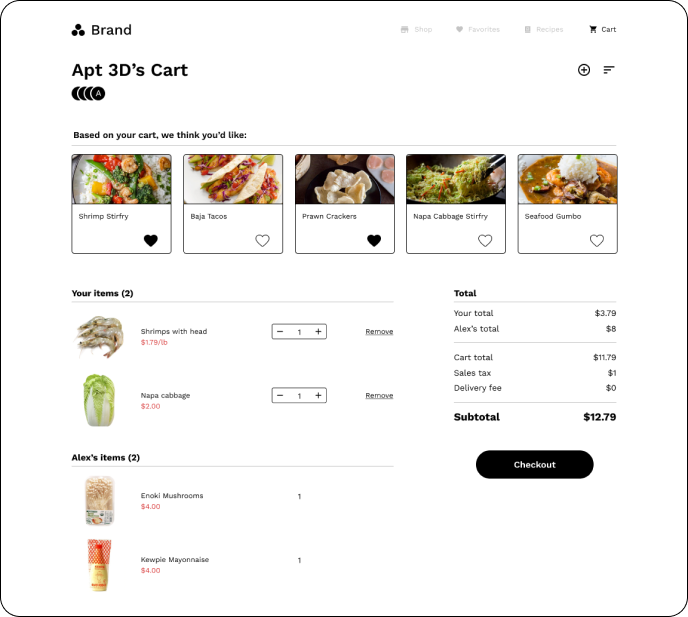 Brand
Shop Favorites Recipes Cart
Apt 3D’s Cart
A
Based on your cart, we think you’d like:
Shrimp Stirfry
Baja Tacos
Prawn Crackers
Napa Cabbage Stirfry
Seafood Gumbo
Your items (2)
Shrimps with head
$1.79/lb
− 1 +
Remove
Napa cabbage
$2.00
− 1 +
Remove
Alex’s items (2)
Enoki Mushrooms
$4.00
1
Kewpie Mayonnaise
$4.00
1
Total
Your total $3.79
Alex’s total $8
Cart total $11.79
Sales tax $1
Delivery fee $0
Subtotal $12.79
Checkout